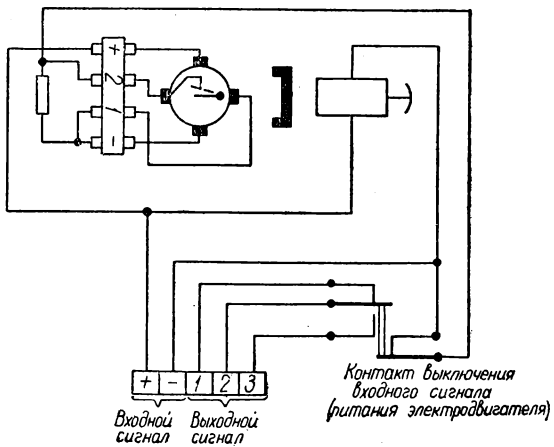 +
2
1
-
+ - 1 2 3
Входной сигнал
Выходной сигнал
Контакт выключения
входного сигнала
(питания электродвигателя)